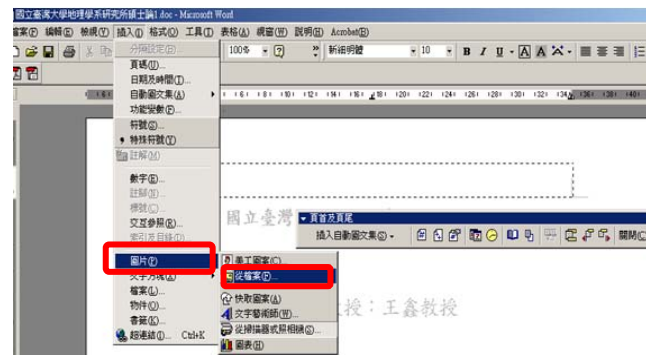 國立臺灣大學地理學系研究所碩士論1.doc - Microsoft Word
檔案(F) 編輯(E) 檢視(V) 插入(I) 格式(O) 工具(T) 表格(A) 視窗(W) 說明(H) Acrobat(B)
100% 新細明體 10 B I U A A
分隔設定(B)...
頁碼(U)...
日期及時間(T)...
自動圖文集(A)
功能變數(F)...
符號(S)...
特殊符號(Y)
註解(M)
數字(E)...
註腳(N)...
標號(C)...
交互參照(R)...
索引及目錄(D)...
圖片(P)
文字方塊(X)
檔案(L)...
物件(O)...
書籤(K)...
超連結(I)... Ctrl+K
美工圖案(C)...
從檔案(F)...
快取圖案(A)
文字藝術師(W)...
從掃描器或照相機(S)...
圖表(H)
國立臺灣
頁首及頁尾
插入自動圖文集(S) 關閉(C)
授：王鑫教授